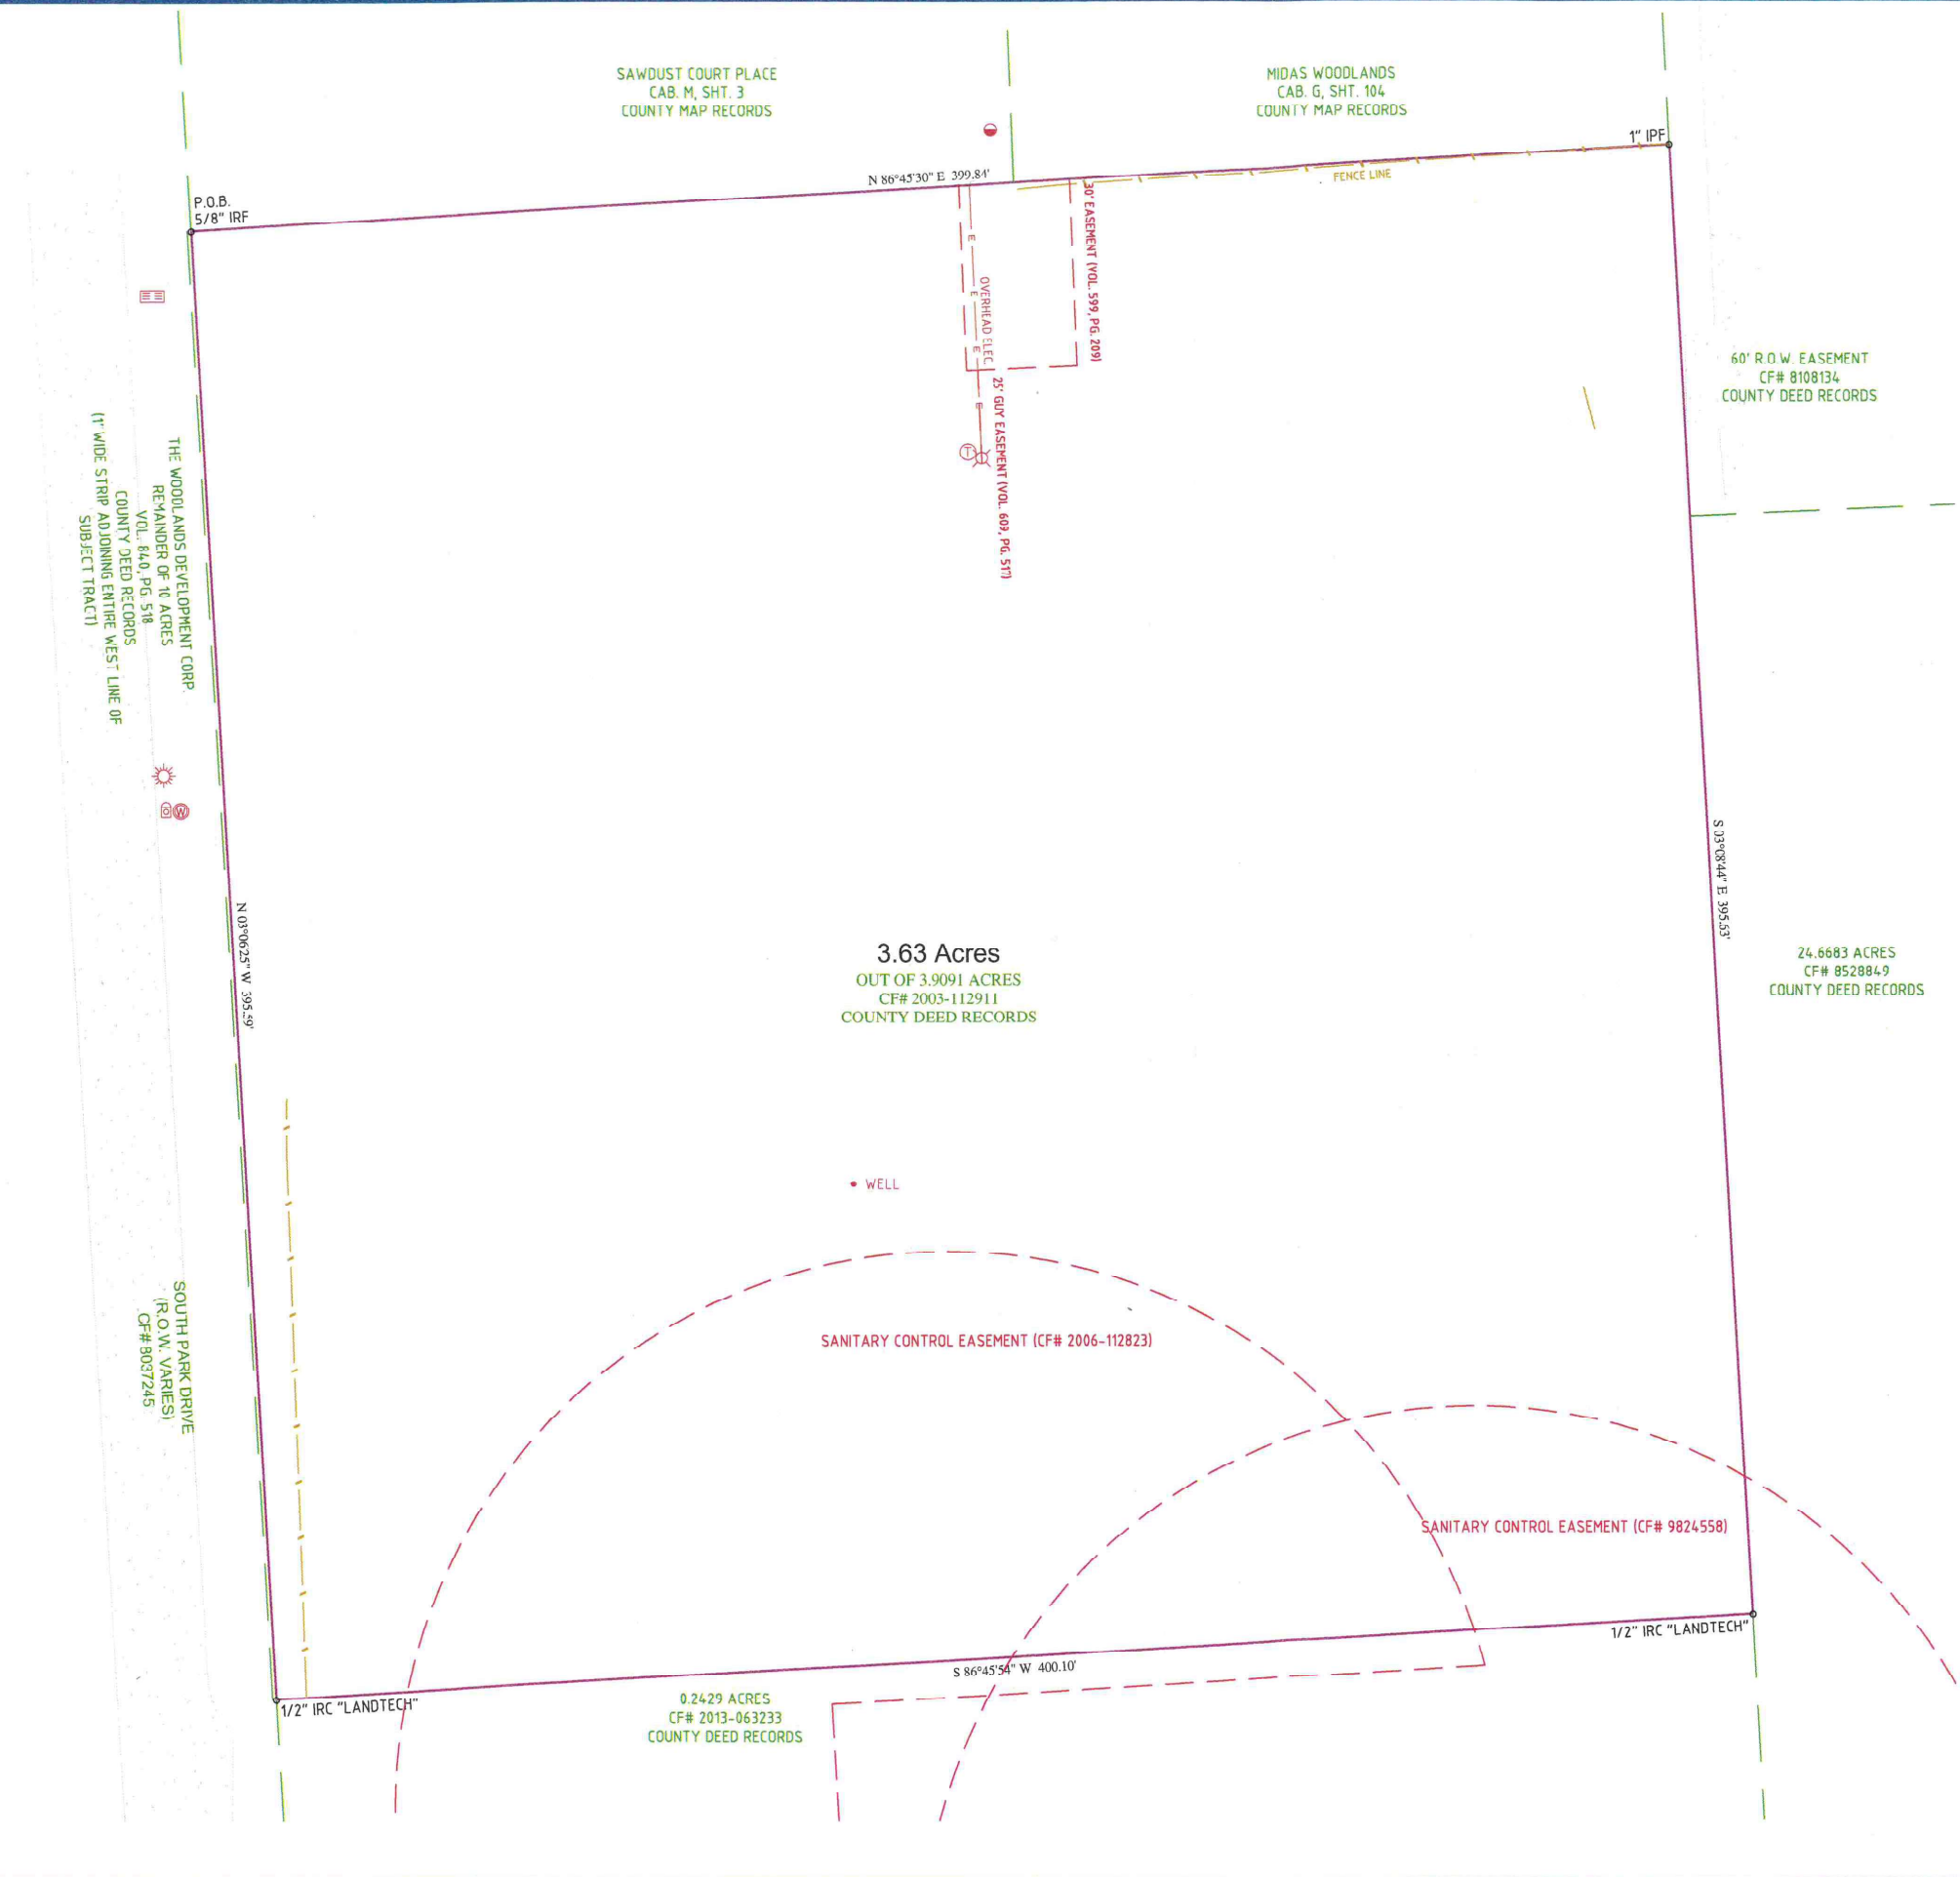 SAWDUST COURT PLACE
CAB. M, SHT. 3
COUNTY MAP RECORDS
MIDAS WOODLANDS
CAB. G, SHT. 104
COUNTY MAP RECORDS
1" IPF
N 86°45'30" E 399.84'
FENCE LINE
P.O.B.
5/8" IRF
30' EASEMENT (VOL. 599, PG. 209)
E
OVERHEAD ELEC.
E
E
E
25' GUY EASEMENT (VOL. 609, PG. 517)
T
60' R.O.W. EASEMENT
CF# 8108134
COUNTY DEED RECORDS
THE WOODLANDS DEVELOPMENT CORP.
REMAINDER OF 10 ACRES
VOL. 640, PG. 518
COUNTY DEED RECORDS
(1' WIDE STRIP ADJOINING ENTIRE WEST LINE OF
SUBJECT TRACT)
W
N 03°06'25" W 395.59'
S 03°08'44" E 395.53'
3.63 Acres
OUT OF 3.9091 ACRES
CF# 2003-112911
COUNTY DEED RECORDS
24.6683 ACRES
CF# 8528849
COUNTY DEED RECORDS
WELL
SOUTH PARK DRIVE
(R.O.W. VARIES)
CF# 8037245
SANITARY CONTROL EASEMENT (CF# 2006-112823)
SANITARY CONTROL EASEMENT (CF# 9824558)
1/2" IRC "LANDTECH"
S 86°45'54" W 400.10'
1/2" IRC "LANDTECH"
0.2429 ACRES
CF# 2013-063233
COUNTY DEED RECORDS